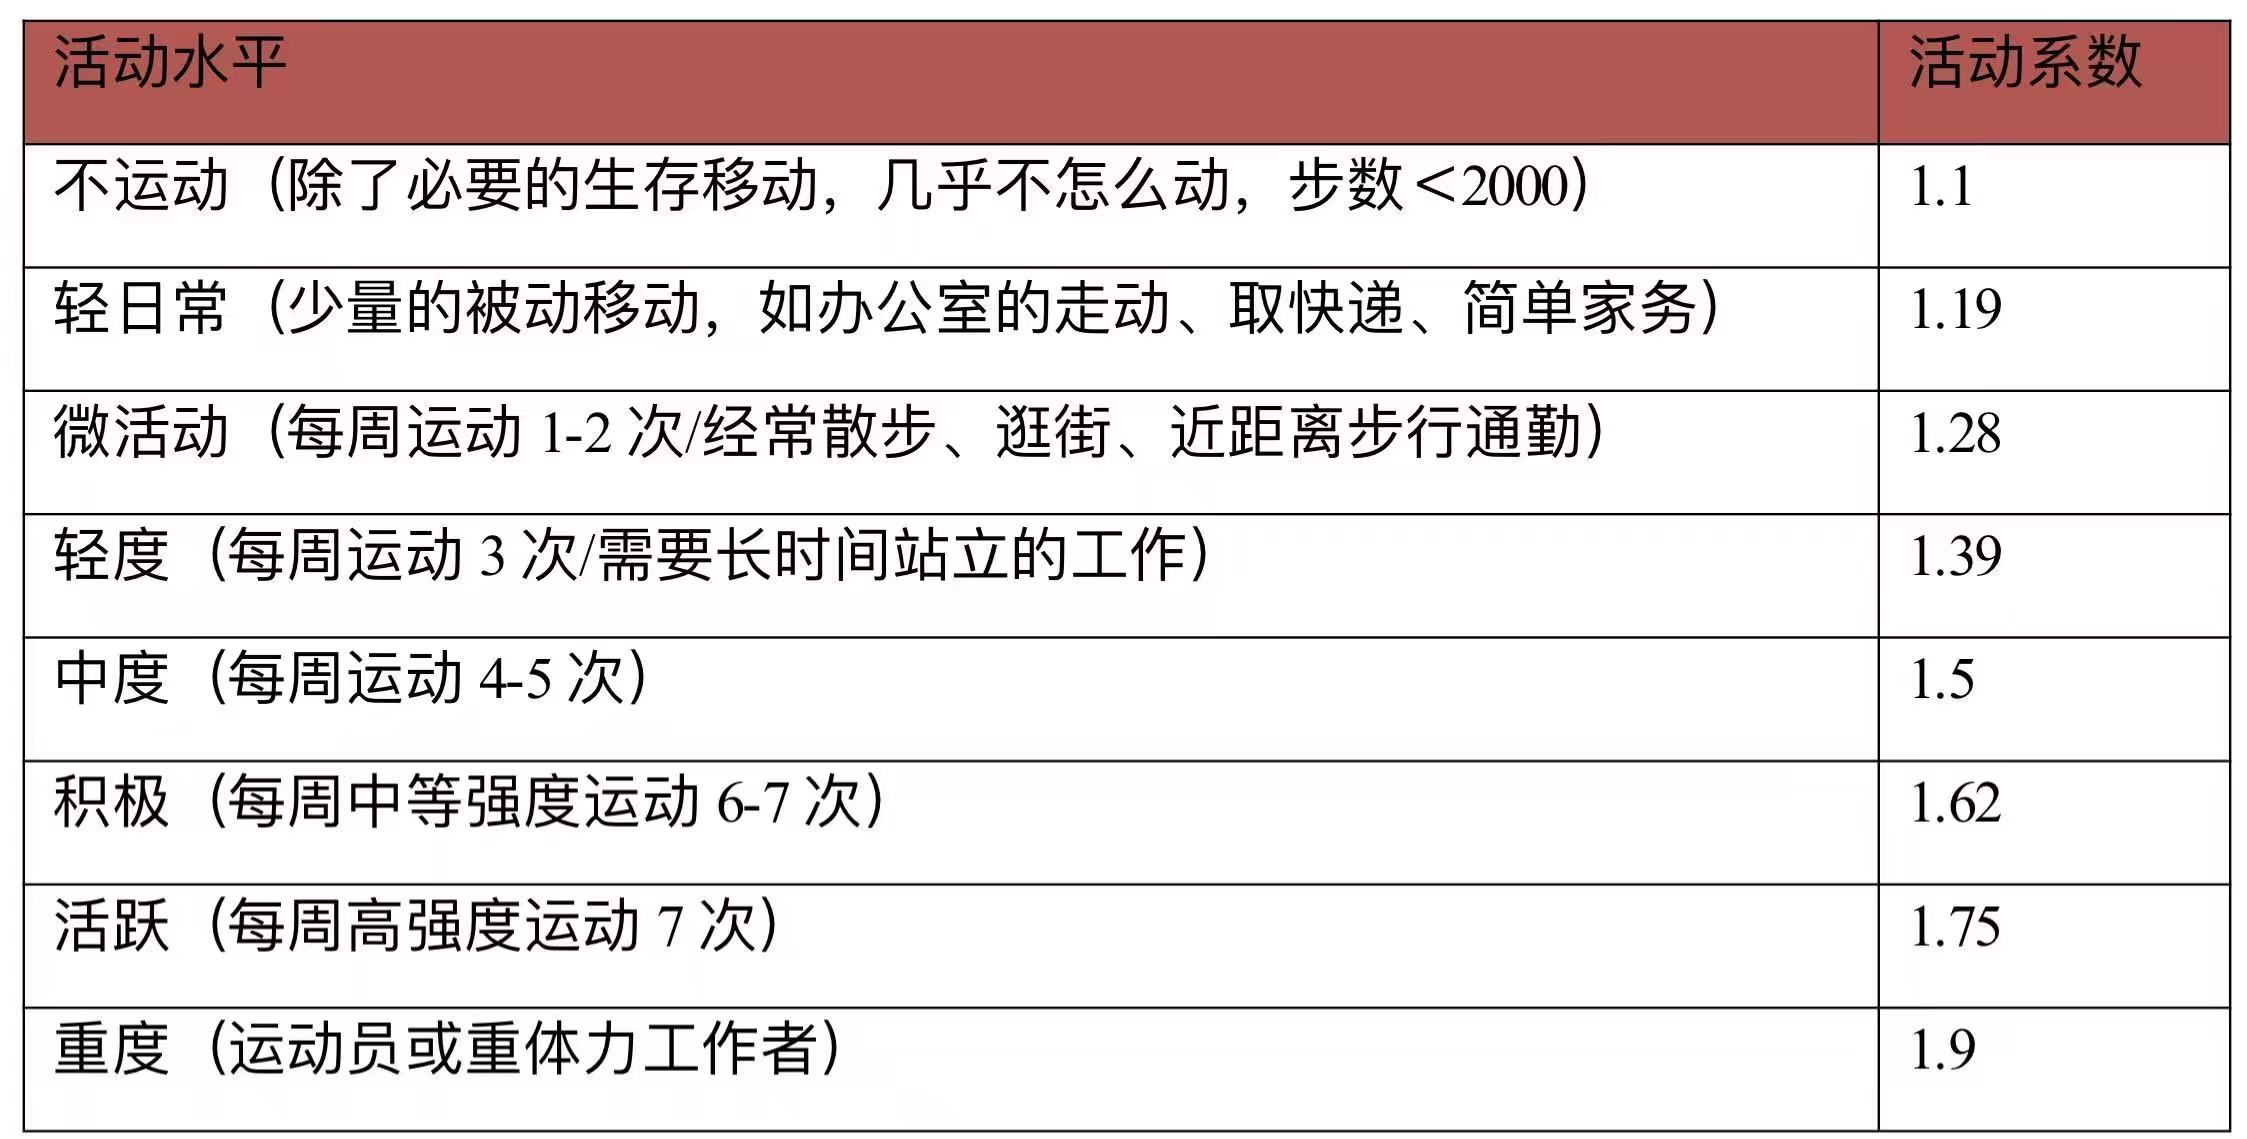 活动水平 活动系数
不运动（除了必要的生存移动，几乎不怎么动，步数＜2000） 1.1
轻日常（少量的被动移动，如办公室的走动、取快递、简单家务） 1.19
微活动（每周运动 1-2 次/经常散步、逛街、近距离步行通勤） 1.28
轻度（每周运动 3 次/需要长时间站立的工作） 1.39
中度（每周运动 4-5 次） 1.5
积极（每周中等强度运动 6-7 次） 1.62
活跃（每周高强度运动 7 次） 1.75
重度（运动员或重体力工作者） 1.9